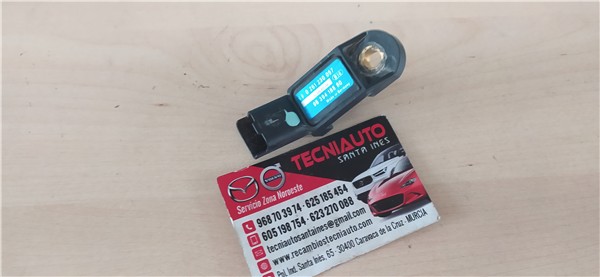 TECNIAUTO
SANTA INES
Servicio Zona Noroeste
968 70 39 74 - 625 185 454
605 198 754 - 623 270 088
tecniautosantaines@gmail.com
www.recambiostecniauto.com
Pol. Ind. Santa Inés, 65 - 30400 Caravaca de la Cruz - MURCIA